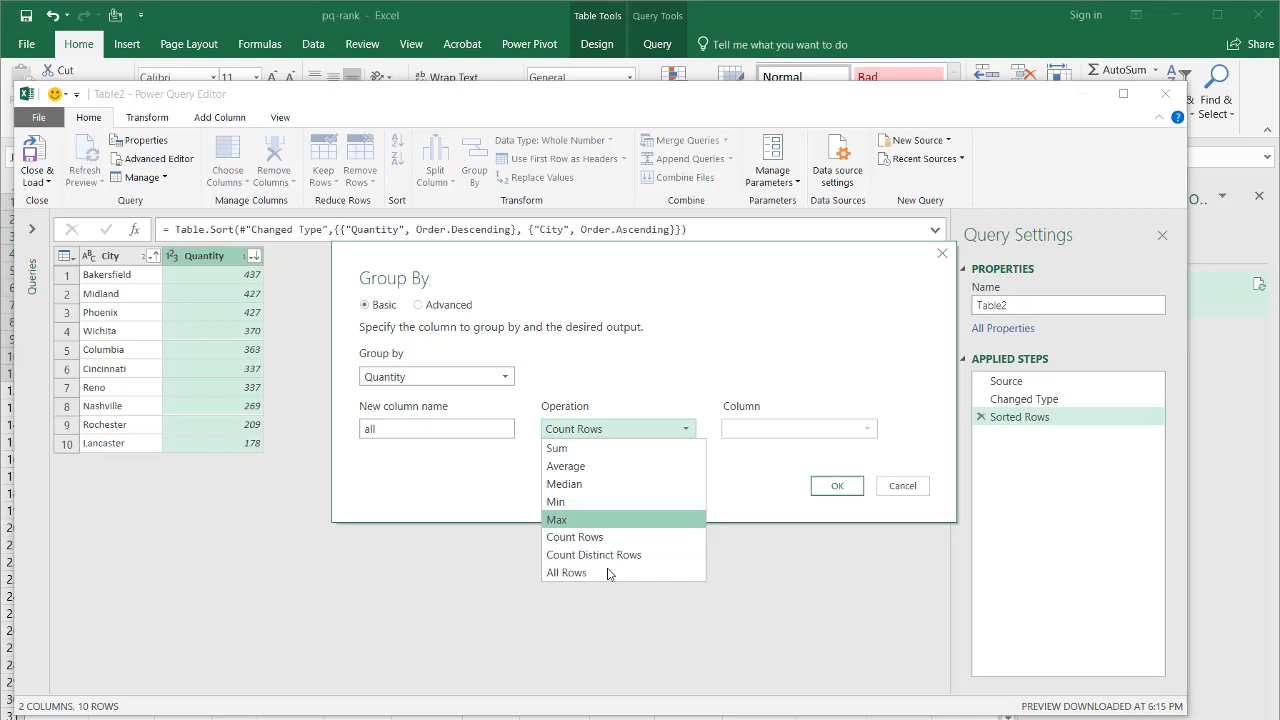 pq-rank - Excel
Table Tools
Query Tools
Sign in
File
Home
Insert
Page Layout
Formulas
Data
Review
View
Acrobat
Power Pivot
Design
Query
Tell me what you want to do
Share
Cut
Calibri
11
Wrap Text
General
Normal
Bad
AutoSum
Find &
Select
Table2 - Power Query Editor
File
Home
Transform
Add Column
View
Close &
Load
Refresh
Preview
Properties
Advanced Editor
Manage
Choose
Columns
Remove
Columns
Keep
Rows
Remove
Rows
Split
Column
Group
By
Data Type: Whole Number
Use First Row as Headers
Replace Values
Merge Queries
Append Queries
Combine Files
Manage
Parameters
Data source
settings
New Source
Recent Sources
Close
Query
Manage Columns
Reduce Rows
Sort
Transform
Combine
Parameters
Data Sources
New Query
fx
= Table.Sort(#"Changed Type",{{"Quantity", Order.Descending}, {"City", Order.Ascending}})
Queries
City
Quantity
1 Bakersfield 437
2 Midland 427
3 Phoenix 427
4 Wichita 370
5 Columbia 363
6 Cincinnati 337
7 Reno 337
8 Nashville 269
9 Rochester 209
10 Lancaster 178
Group By
Basic
Advanced
Specify the column to group by and the desired output.
Group by
Quantity
New column name
Operation
Column
all
Count Rows
Sum
Average
Median
Min
Max
Count Rows
Count Distinct Rows
All Rows
OK
Cancel
Query Settings
PROPERTIES
Name
Table2
All Properties
APPLIED STEPS
Source
Changed Type
Sorted Rows
2 COLUMNS, 10 ROWS
PREVIEW DOWNLOADED AT 6:15 PM